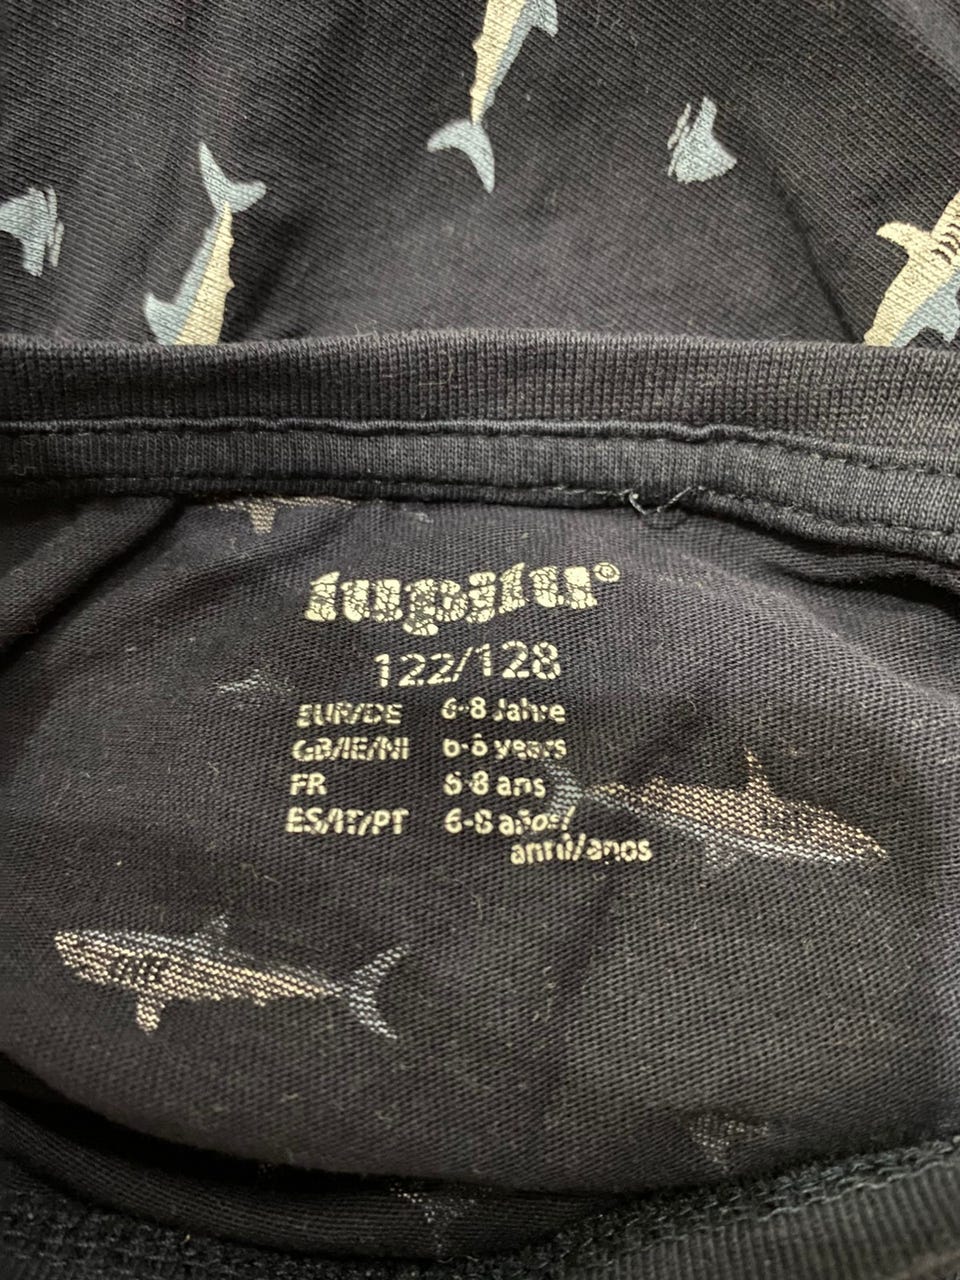 lupilu®
122/128
EUR/DE 6-8 Jahre
GB/IE/NI 6-8 years
FR 6-8 ans
ES/IT/PT 6-8 años/
anni/anos